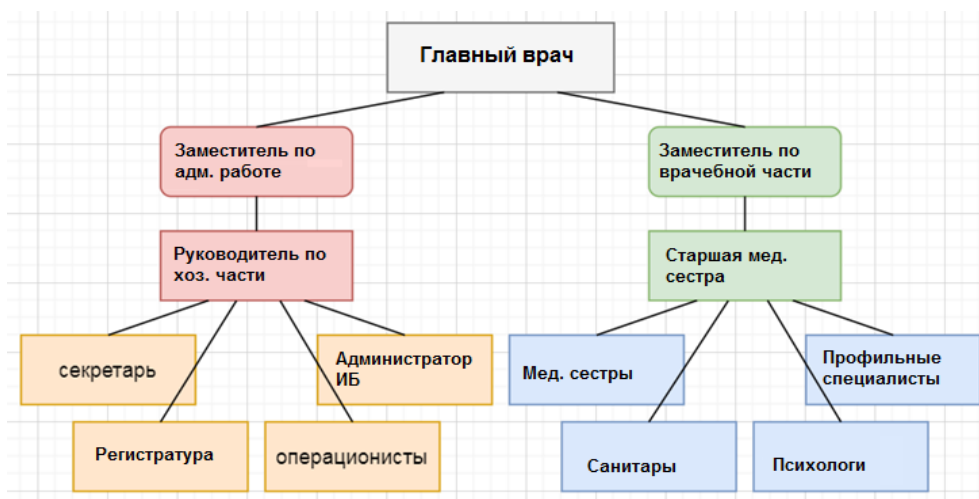 Главный врач
Заместитель по
адм. работе
Заместитель по
врачебной части
Руководитель по
хоз. части
Старшая мед.
сестра
секретарь
Администратор
ИБ
Мед. сестры
Профильные
специалисты
Регистратура
операционисты
Санитары
Психологи